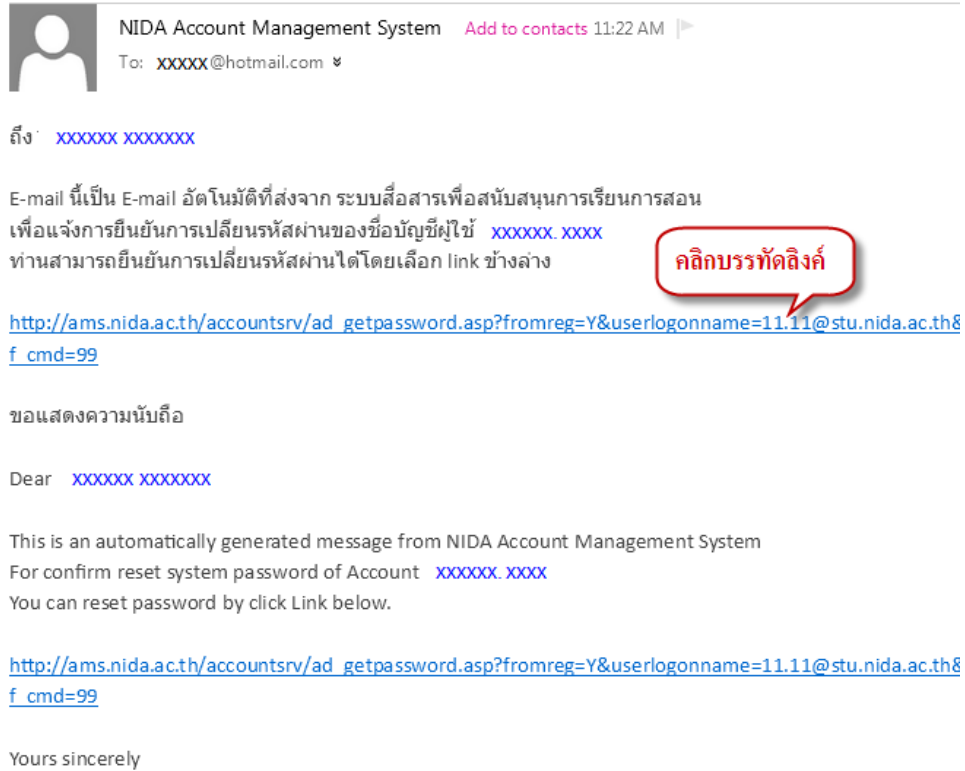 NIDA Account Management System Add to contacts 11:22 AM
To: XXXXX@hotmail.com
ถึง XXXXXX XXXXXXX
E-mail นี้เป็น E-mail อัตโนมัติที่ส่งจาก ระบบสื่อสารเพื่อสนับสนุนการเรียนการสอน
เพื่อแจ้งการยืนยันการเปลี่ยนรหัสผ่านของชื่อบัญชีผู้ใช้ XXXXXX. XXXX
ท่านสามารถยืนยันการเปลี่ยนรหัสผ่านได้โดยเลือก link ข้างล่าง
คลิกบรรทัดลิงค์
http://ams.nida.ac.th/accountsrv/ad_getpassword.asp?fromreg=Y&userlogonname=11.11@stu.nida.ac.th&
f_cmd=99
ขอแสดงความนับถือ
Dear XXXXXX XXXXXXX
This is an automatically generated message from NIDA Account Management System
For confirm reset system password of Account XXXXXX. XXXX
You can reset password by click Link below.
http://ams.nida.ac.th/accountsrv/ad_getpassword.asp?fromreg=Y&userlogonname=11.11@stu.nida.ac.th&
f_cmd=99
Yours sincerely